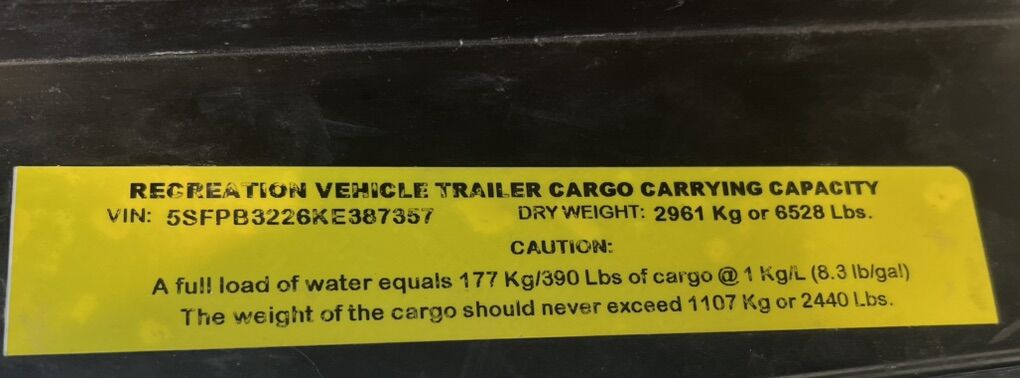 RECREATION VEHICLE TRAILER CARGO CARRYING CAPACITY
VIN: 5SFPB3226KE387357 DRY WEIGHT: 2961 Kg or 6528 Lbs.
CAUTION:
A full load of water equals 177 Kg/390 Lbs of cargo @ 1 Kg/L (8.3 lb/gal)
The weight of the cargo should never exceed 1107 Kg or 2440 Lbs.